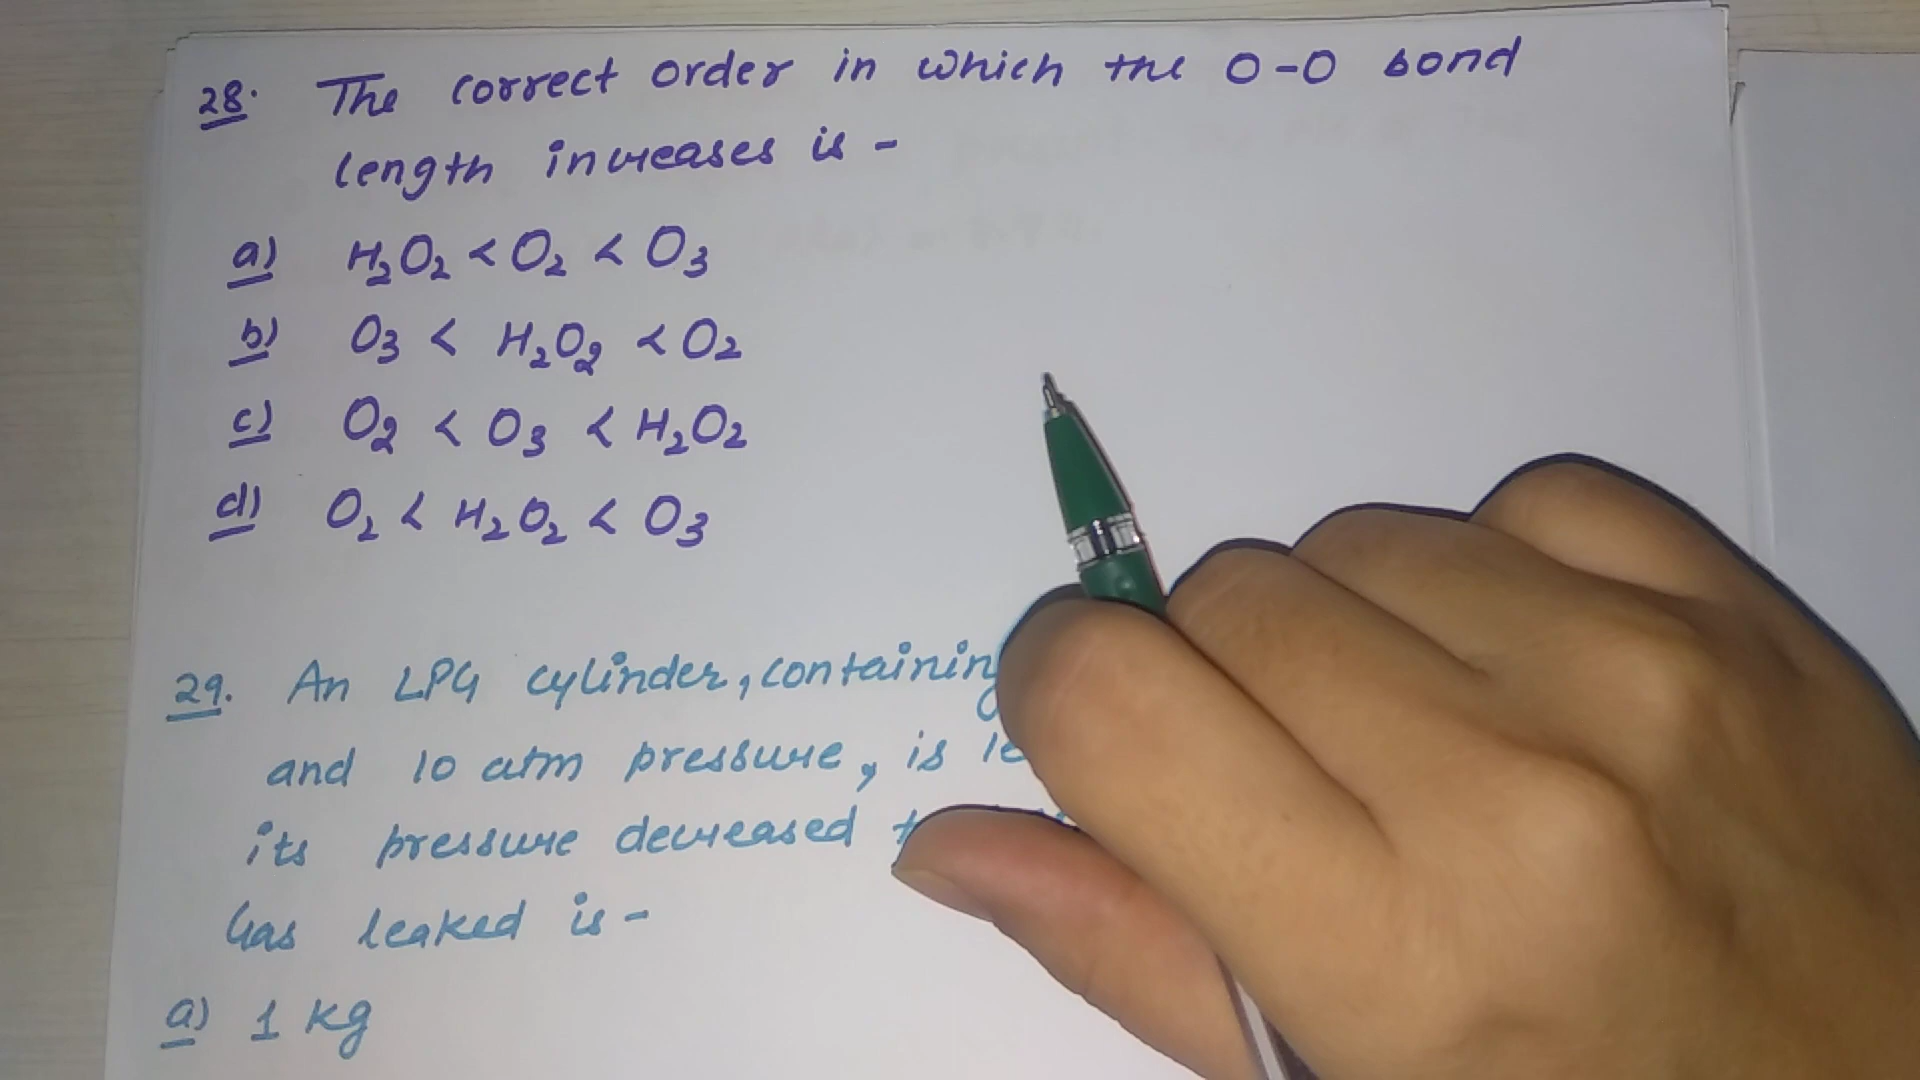 28. The correct order in which the O-O bond
length increases is -
a) H₂O₂ < O₂ < O₃
b) O₃ < H₂O₂ < O₂
c) O₂ < O₃ < H₂O₂
d) O₂ < H₂O₂ < O₃
29. An LPG cylinder, containing
and 10 atm pressure, is
its pressure decreased
Gas leaked is -
a) 1 kg